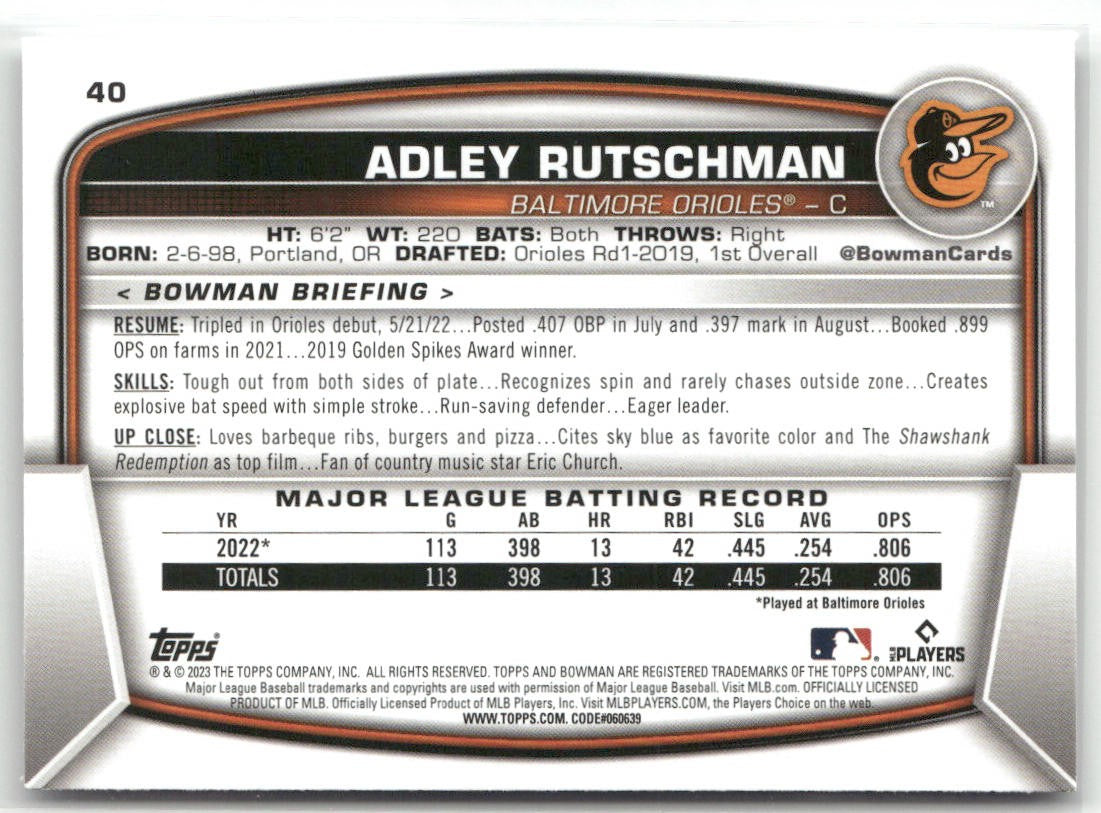 40
ADLEY RUTSCHMAN
BALTIMORE ORIOLES® – C
HT: 6'2" WT: 220 BATS: Both THROWS: Right
BORN: 2-6-98, Portland, OR DRAFTED: Orioles Rd1-2019, 1st Overall @BowmanCards
< BOWMAN BRIEFING >
RESUME: Tripled in Orioles debut, 5/21/22...Posted .407 OBP in July and .397 mark in August...Booked .899
OPS on farms in 2021...2019 Golden Spikes Award winner.
SKILLS: Tough out from both sides of plate...Recognizes spin and rarely chases outside zone...Creates
explosive bat speed with simple stroke...Run-saving defender...Eager leader.
UP CLOSE: Loves barbeque ribs, burgers and pizza...Cites sky blue as favorite color and The Shawshank
Redemption as top film...Fan of country music star Eric Church.
MAJOR LEAGUE BATTING RECORD
YR G AB HR RBI SLG AVG OPS
2022* 113 398 13 42 .445 .254 .806
TOTALS 113 398 13 42 .445 .254 .806
*Played at Baltimore Orioles
TOPPS® MLB PLAYERS
® & © 2023 THE TOPPS COMPANY, INC. ALL RIGHTS RESERVED. TOPPS AND BOWMAN ARE REGISTERED TRADEMARKS OF THE TOPPS COMPANY, INC.
Major League Baseball trademarks and copyrights are used with permission of Major League Baseball. Visit MLB.com. OFFICIALLY LICENSED
PRODUCT OF MLB. Officially Licensed Product of MLB Players, Inc. Visit MLBPLAYERS.COM, the Players Choice on the web.
WWW.TOPPS.COM. CODE#060639